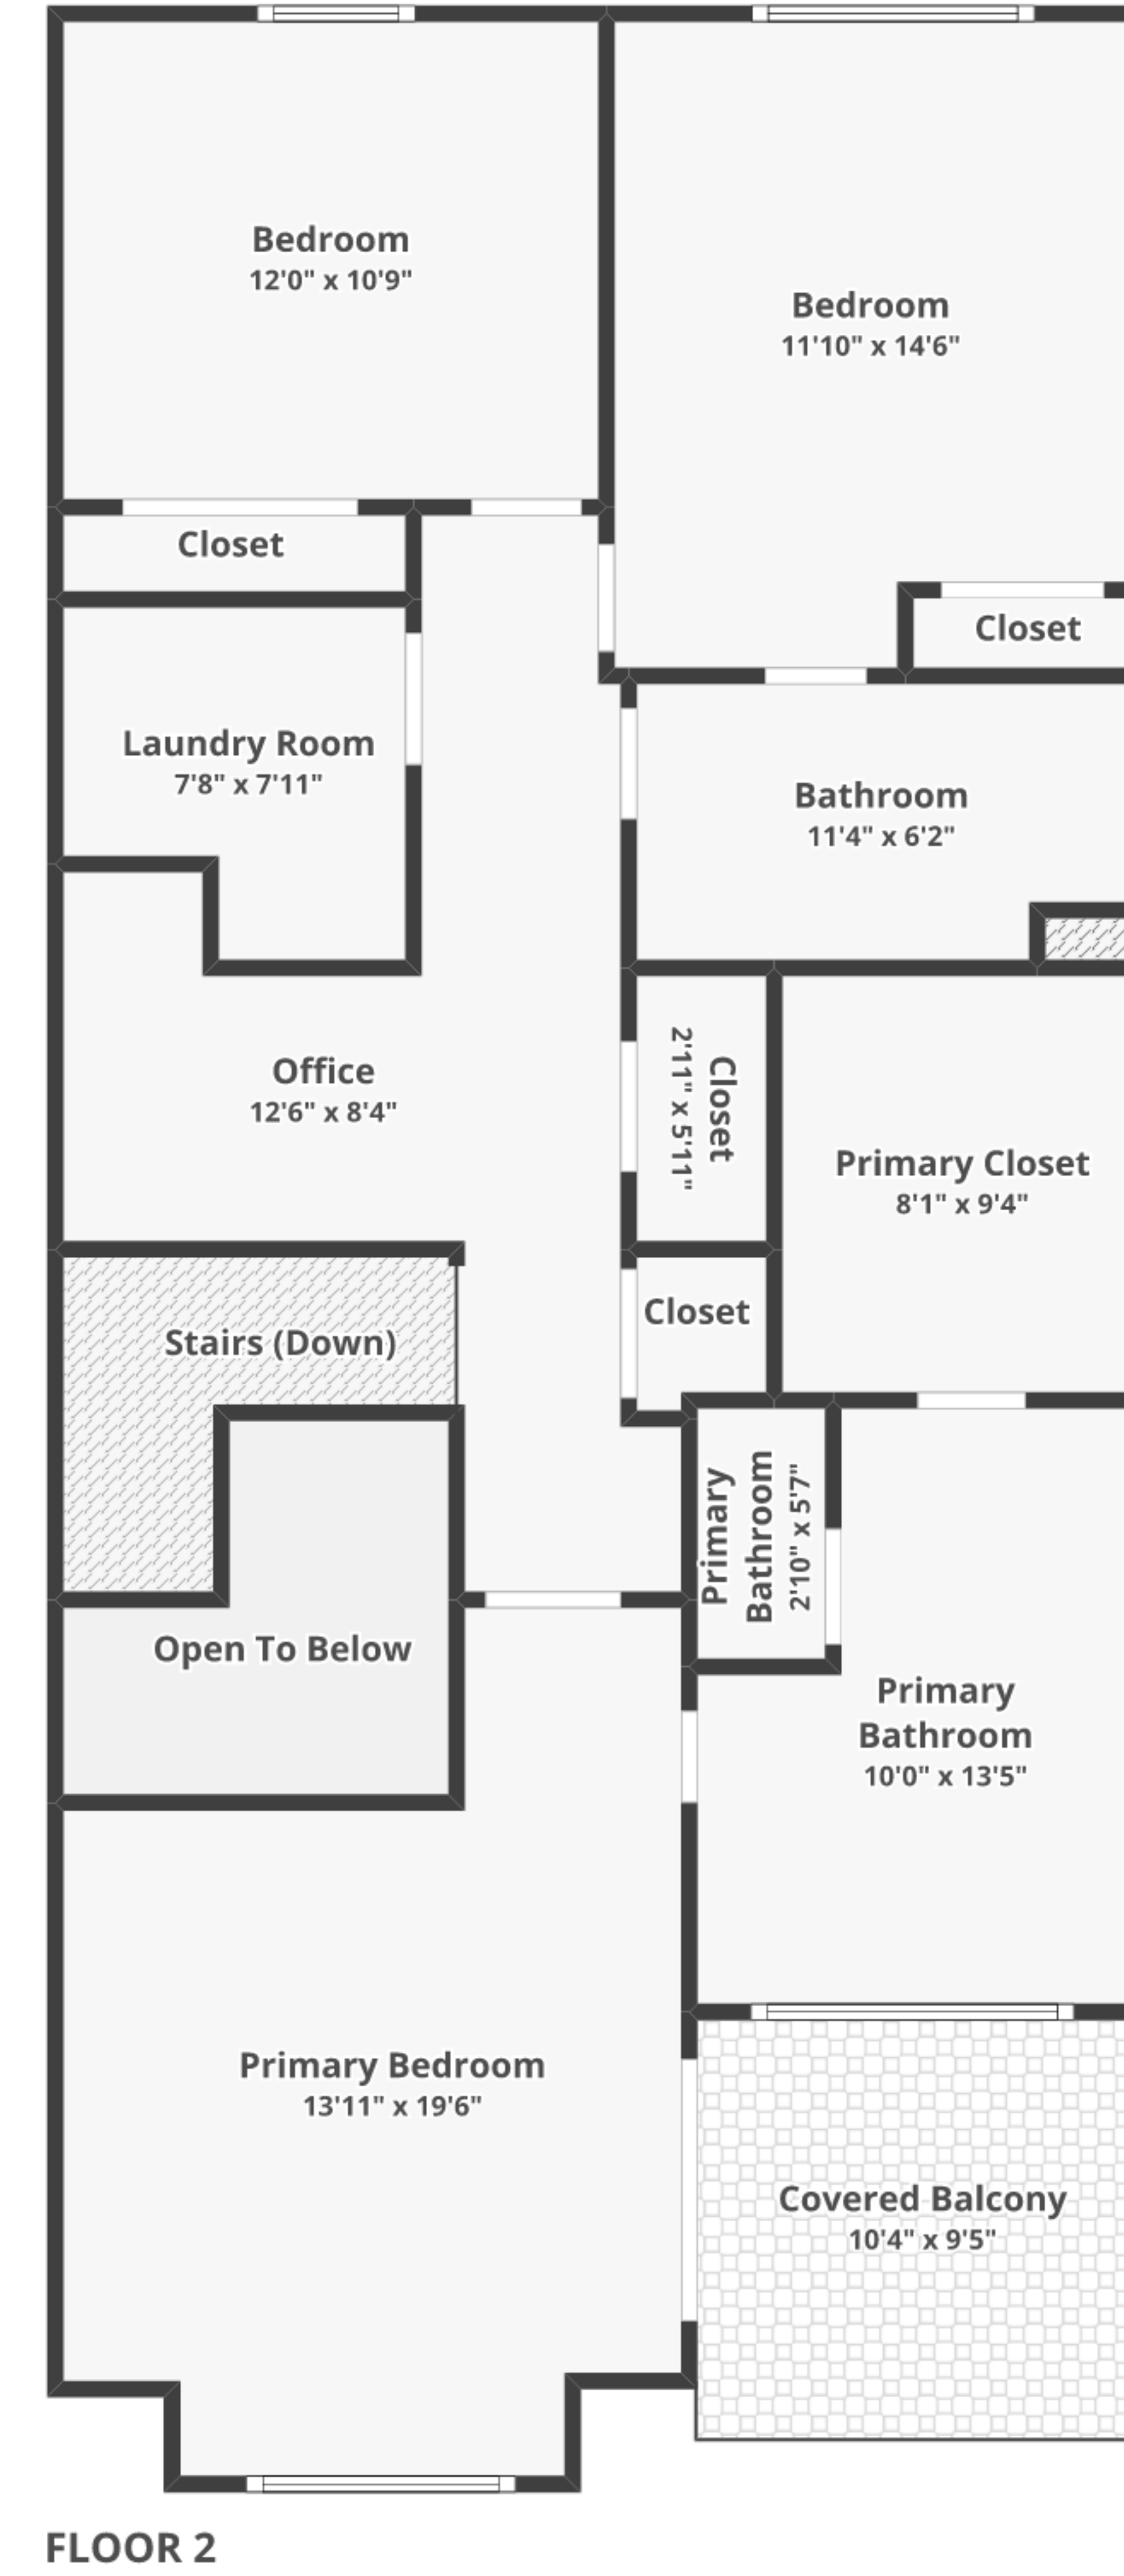 Bedroom
12'0" x 10'9"
Bedroom
11'10" x 14'6"
Closet
Closet
Laundry Room
7'8" x 7'11"
Bathroom
11'4" x 6'2"
Office
12'6" x 8'4"
Closet
2'11" x 5'11"
Primary Closet
8'1" x 9'4"
Closet
Stairs (Down)
Primary
Bathroom
2'10" x 5'7"
Open To Below
Primary
Bathroom
10'0" x 13'5"
Primary Bedroom
13'11" x 19'6"
Covered Balcony
10'4" x 9'5"
FLOOR 2